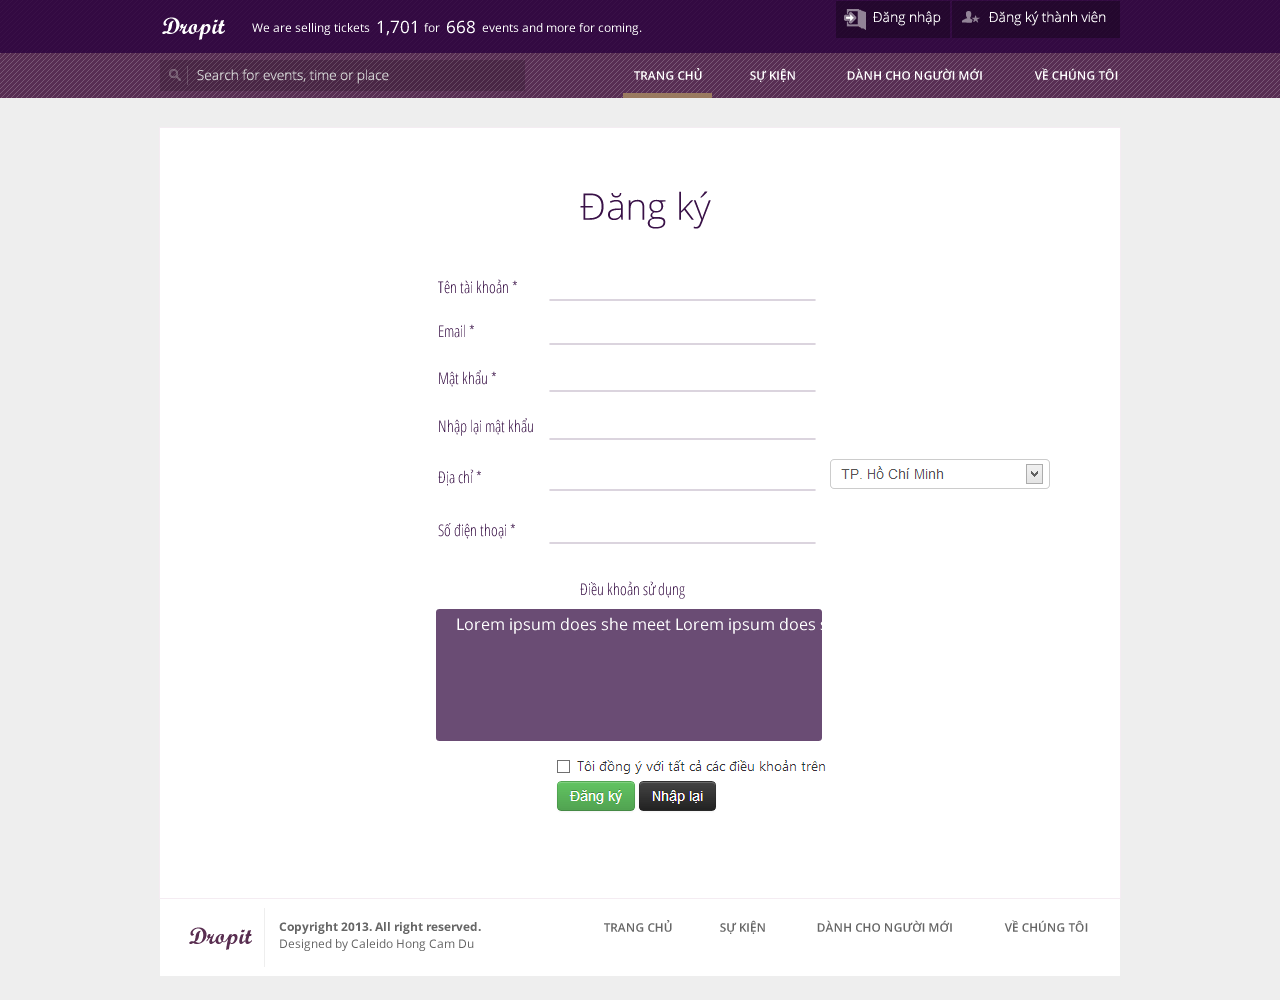 Dropit
We are selling tickets 1,701 for 668 events and more for coming.
Đăng nhập
Đăng ký thành viên
Search for events, time or place
TRANG CHỦ
SỰ KIỆN
DÀNH CHO NGƯỜI MỚI
VỀ CHÚNG TÔI
Đăng ký
Tên tài khoản *
Email *
Mật khẩu *
Nhập lại mật khẩu
Địa chỉ *
TP. Hồ Chí Minh
Số điện thoại *
Điều khoản sử dụng
Lorem ipsum does she meet Lorem ipsum does s
Tôi đồng ý với tất cả các điều khoản trên
Đăng ký
Nhập lại
Dropit
Copyright 2013. All right reserved.
Designed by Caleido Hong Cam Du
TRANG CHỦ
SỰ KIỆN
DÀNH CHO NGƯỜI MỚI
VỀ CHÚNG TÔI